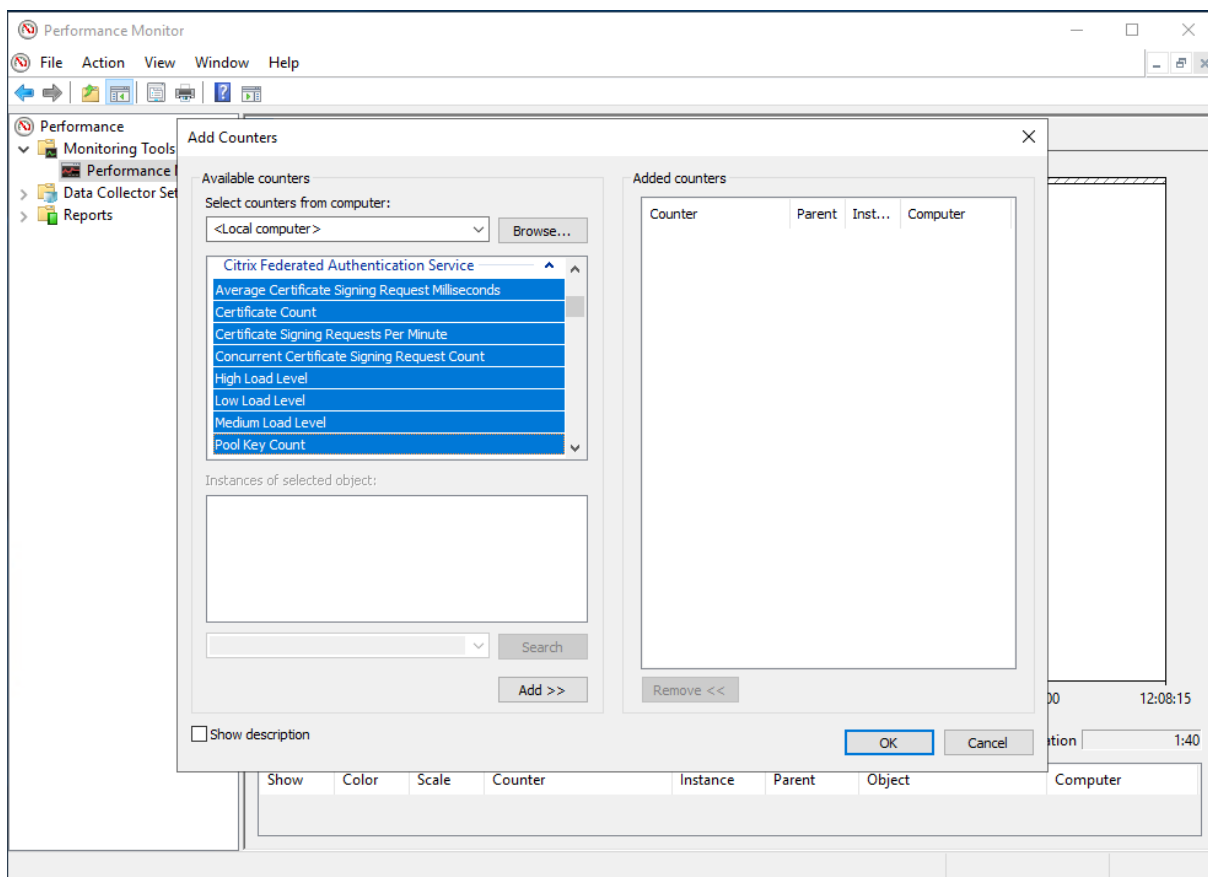 Performance Monitor
File Action View Window Help
Performance
Monitoring Tools
Performance
Data Collector Set
Reports
Add Counters
Available counters
Select counters from computer:
<Local computer>
Browse...
Citrix Federated Authentication Service
Average Certificate Signing Request Milliseconds
Certificate Count
Certificate Signing Requests Per Minute
Concurrent Certificate Signing Request Count
High Load Level
Low Load Level
Medium Load Level
Pool Key Count
Instances of selected object:
Search
Add >>
Show description
Added counters
Counter Parent Inst... Computer
Remove <<
OK Cancel
00 12:08:15
ation 1:40
Show Color Scale Counter Instance Parent Object Computer